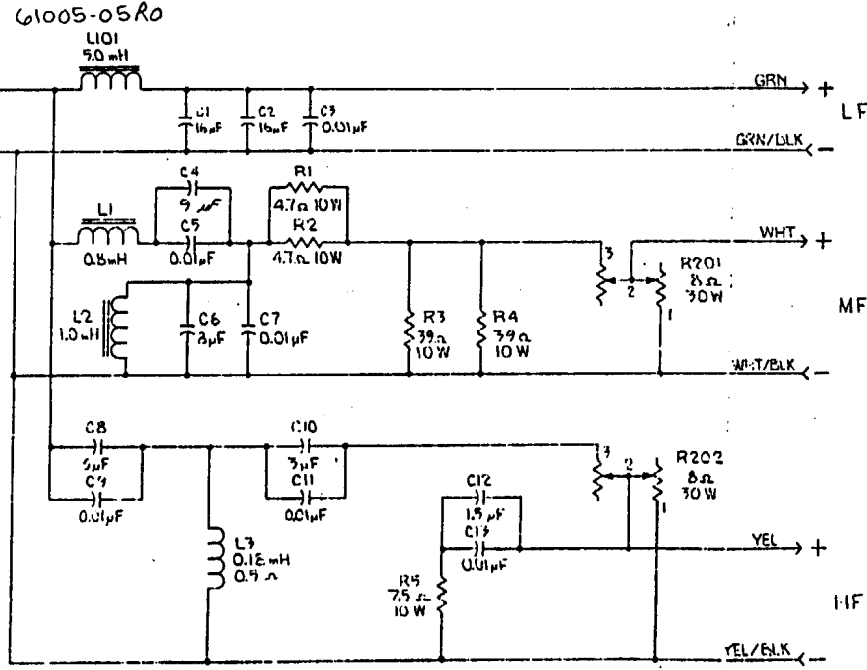 61005-05R0
L101
5.0 mH
GRN +
C1
16µF
C2
16µF
C3
0.01µF
LF
GRN/BLK -
C4
9 µF
R1
4.7Ω 10W
L1
0.8mH
C5
0.01µF
R2
4.7Ω 10W
WHT +
3
2
1
R201
8Ω
30W
L2
1.0mH
C6
8µF
C7
0.01µF
R3
39Ω
10W
R4
39Ω
10W
MF
WHT/BLK -
C8
C9
0.01µF
C10
3µF
C11
0.01µF
3
2
1
R202
8Ω
30W
C12
1.5 µF
C13
0.01µF
YEL +
L3
0.18mH
0.5 Ω
R5
7.5 Ω
10W
HF
YEL/BLK -